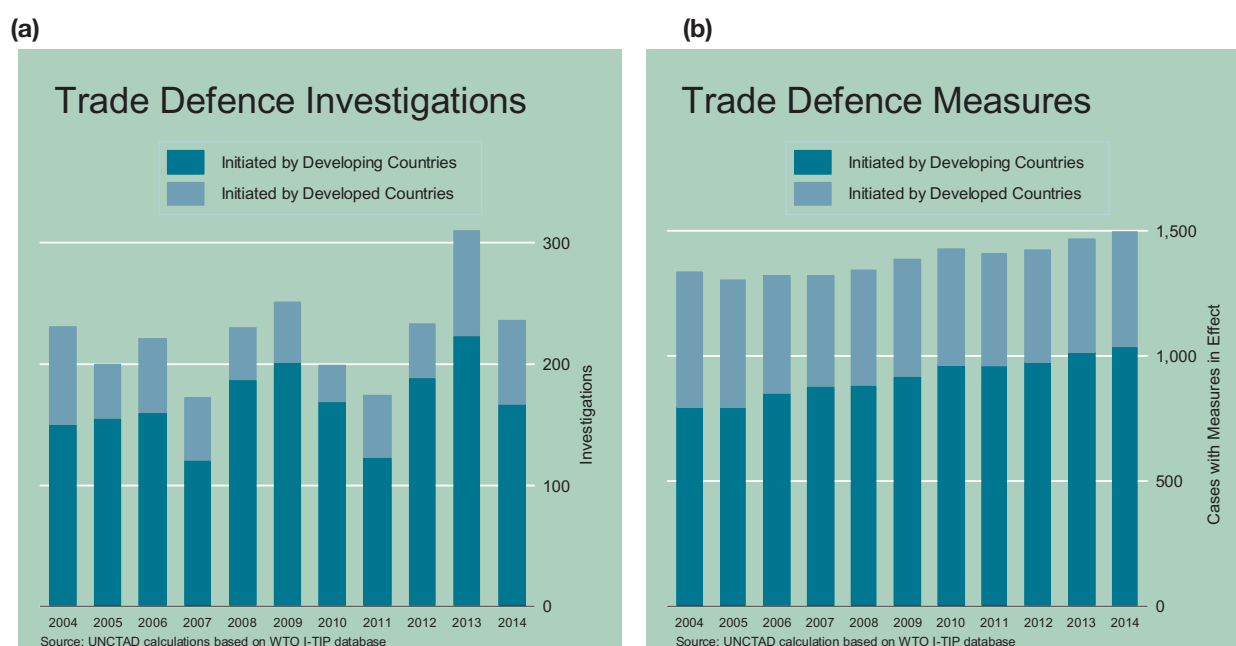 (a)
Trade Defence Investigations
Initiated by Developing Countries
Initiated by Developed Countries
300
200
100
0
Investigations
2004 2005 2006 2007 2008 2009 2010 2011 2012 2013 2014
Source: UNCTAD calculations based on WTO I-TIP database
(b)
Trade Defence Measures
Initiated by Developing Countries
Initiated by Developed Countries
1,500
1,000
500
0
Cases with Measures in Effect
2004 2005 2006 2007 2008 2009 2010 2011 2012 2013 2014
Source: UNCTAD calculation based on WTO I-TIP database